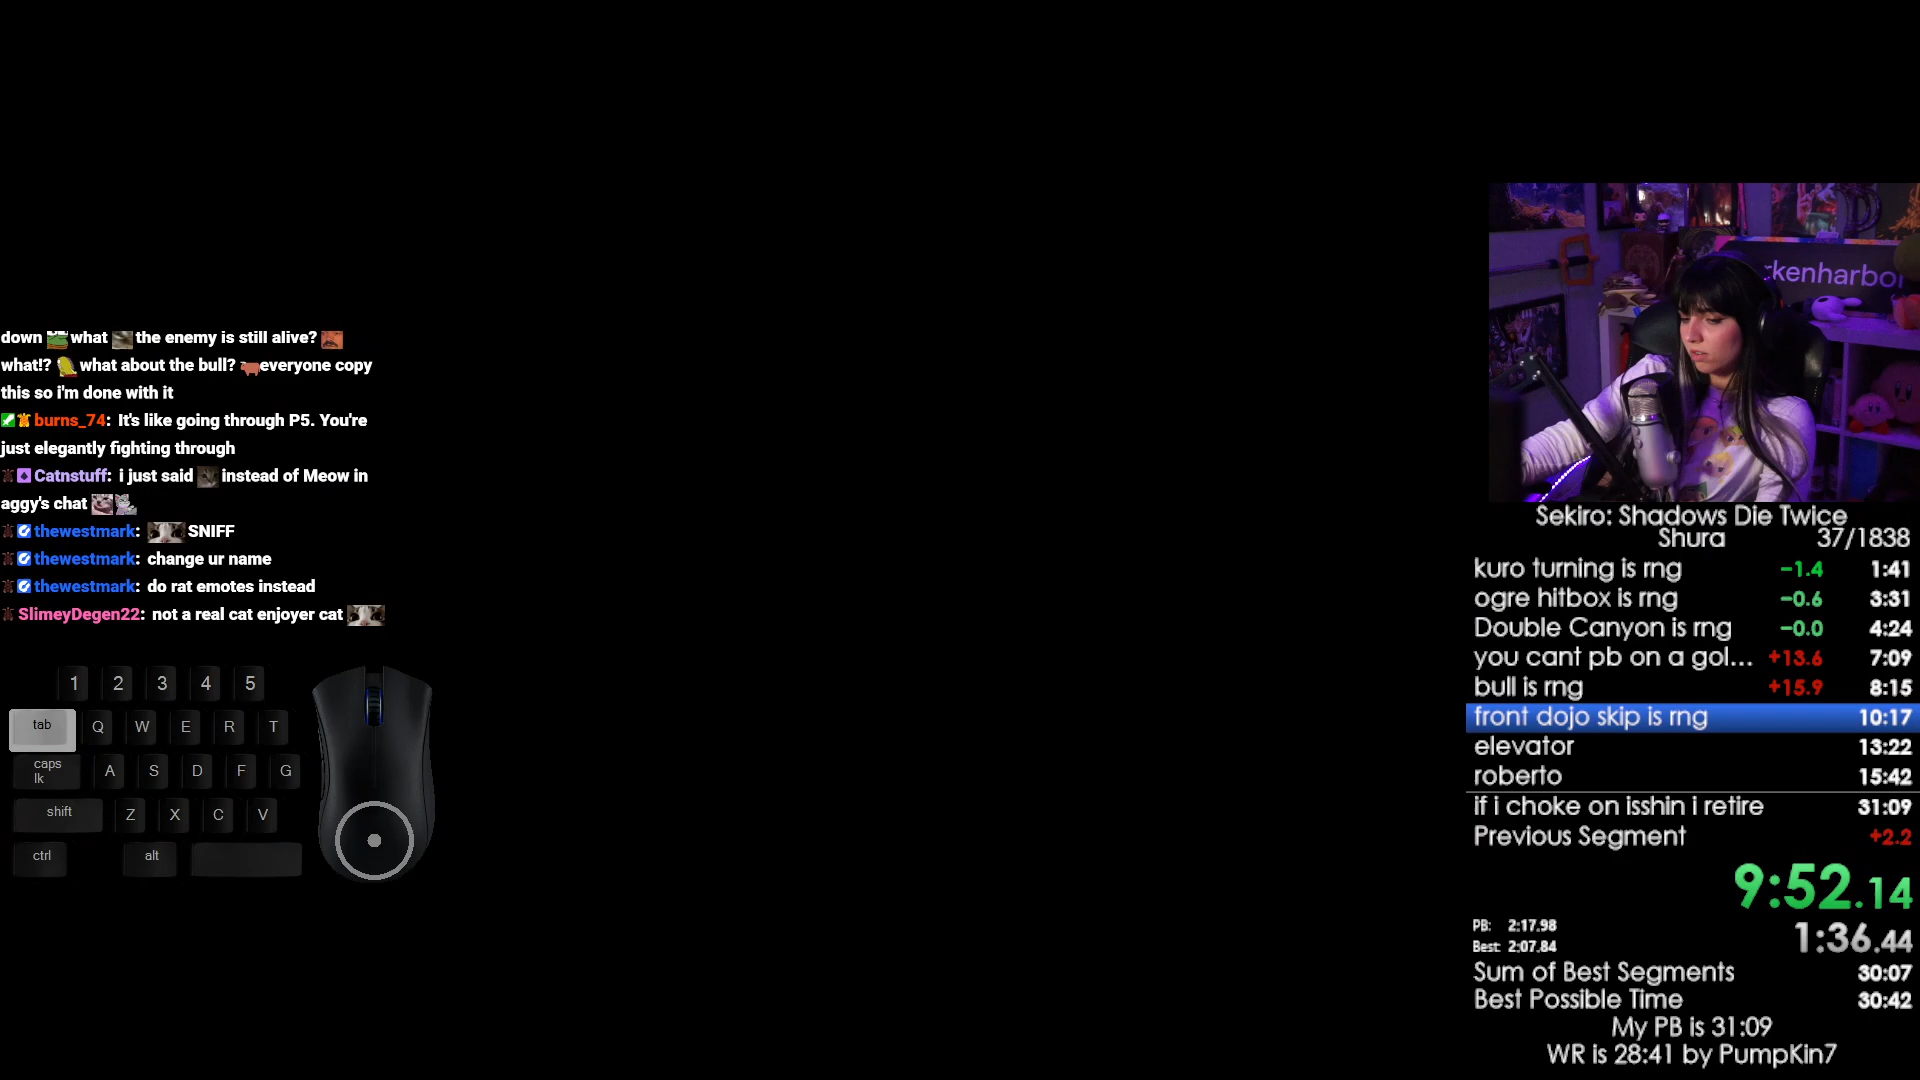 down what the enemy is still alive?
what!? what about the bull? everyone copy
this so i'm done with it
burns_74: It's like going through P5. You're
just elegantly fighting through
Catnstuff: i just said instead of Meow in
aggy's chat
thewestmark: SNIFF
thewestmark: change ur name
thewestmark: do rat emotes instead
SlimeyDegen22: not a real cat enjoyer cat
1 2 3 4 5
tab Q W E R T
caps
lk A S D F G
shift Z X C V
ctrl alt
rkenharbor
Sekiro: Shadows Die Twice
Shura 37/1838
kuro turning is rng −1.4 1:41
ogre hitbox is rng −0.6 3:31
Double Canyon is rng −0.0 4:24
you cant pb on a gol... +13.6 7:09
bull is rng +15.9 8:15
front dojo skip is rng 10:17
elevator 13:22
roberto 15:42
if i choke on isshin i retire 31:09
Previous Segment +2.2
9:52.14
PB: 2:17.98
1:36.44
Best: 2:07.84
Sum of Best Segments 30:07
Best Possible Time 30:42
My PB is 31:09
WR is 28:41 by PumpKin7